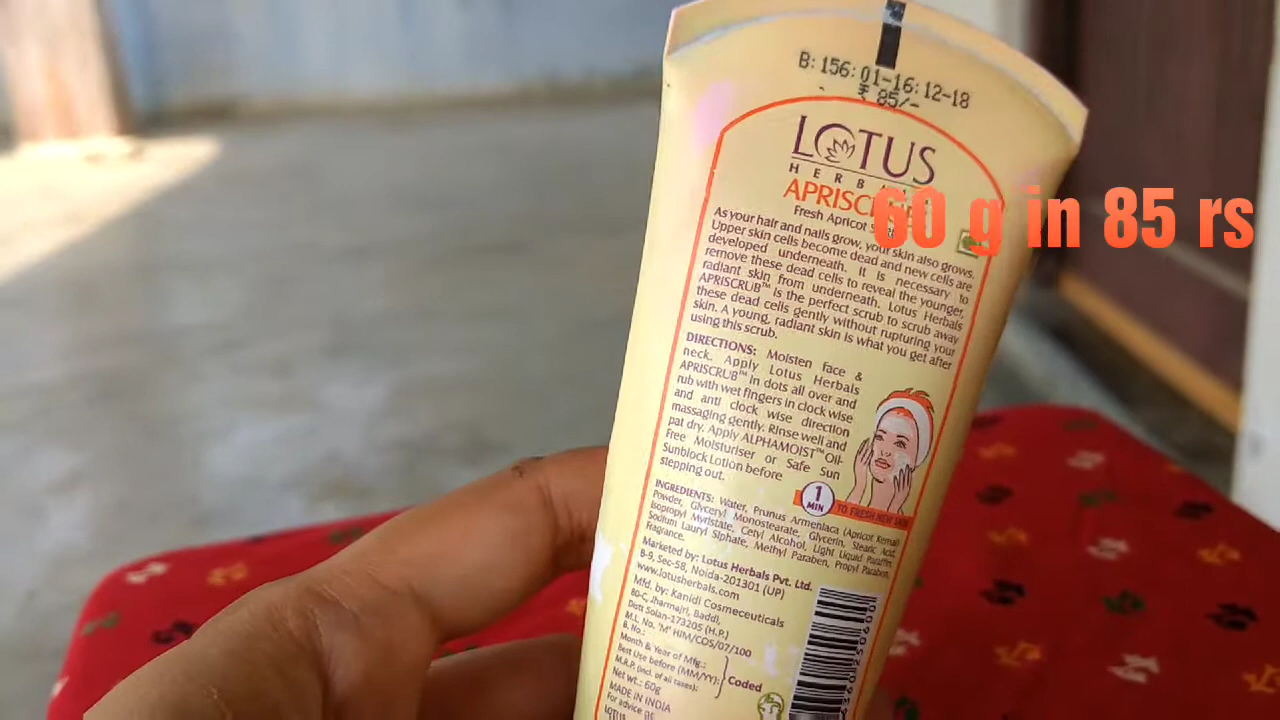 B: 156: 01-16: 12-18
₹ 85/-
LOTUS
HERB
APRISC
60 g in 85 rs
Fresh Apricot
As your hair and nails grow, your skin also grows.
Upper skin cells become dead and new cells are
developed underneath. It is necessary to
remove these dead cells to reveal the younger,
radiant skin from underneath. Lotus Herbals
APRISCRUB™ is the perfect scrub to scrub away
these dead cells gently without rupturing your
skin. A young, radiant skin is what you get after
using this scrub.
DIRECTIONS: Moisten face &
neck. Apply Lotus Herbals
APRISCRUB™ in dots all over and
rub with wet fingers in clock wise
and anti clock wise direction
massaging gently. Rinse well and
pat dry. Apply ALPHAMOIST™ Oil-
Free Moisturiser or Safe Sun
Sunblock Lotion before
stepping out.
1
MIN
TO FRESH NEW SKIN
INGREDIENTS: Water, Prunus Armeniaca (Apricot Kernal)
Powder, Glyceryl Monostearate, Glycerin, Stearic Acid,
Isopropyl Myristate, Cetyl Alcohol, Light Liquid Paraffin,
Sodium Lauryl Slphate, Methyl Paraben, Propyl Paraben,
Fragrance.
Marketed by: Lotus Herbals Pvt. Ltd.
B-9, Sec-58, Noida-201301 (UP)
www.lotusherbals.com
Mfd. by: Kanidi Cosmeceuticals
80-C, Jharmajri, Baddi,
Distt Solan-173205 (H.P.)
M.L. No. 'M' HIM/COS/07/100
B. No.:
Month & Year of Mfg.:
Best Use before (MM/YY):
M.R.P. (incl. of all taxes):
Coded
Net wt.: 60g
MADE IN INDIA
For advice
LOTUS